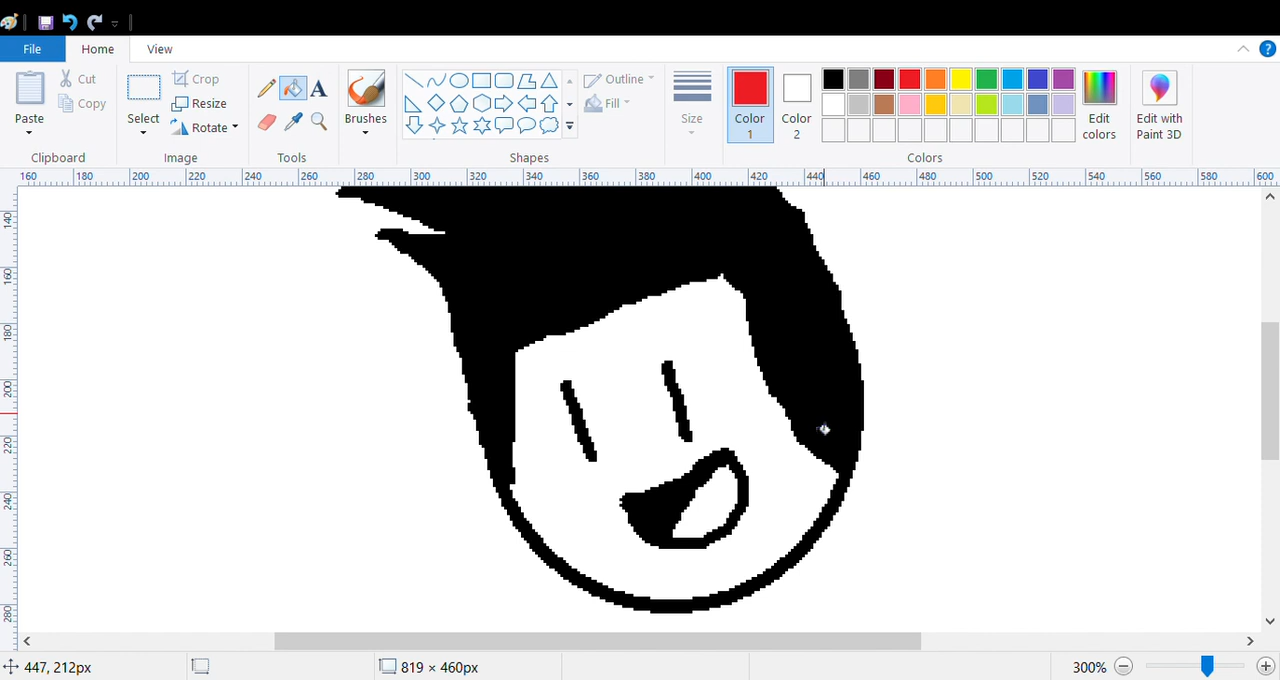 File Home View
Paste Cut Copy Clipboard
Select Crop Resize Rotate Image
A Tools
Brushes
Outline Fill Shapes
Size
Color 1 Color 2 Edit colors Colors
Edit with Paint 3D
160 180 200 220 240 260 280 300 320 340 360 380 400 420 440 460 480 500 520 540 560 580 600
140
160
180
200
220
240
260
280
447, 212px 819 × 460px 300%